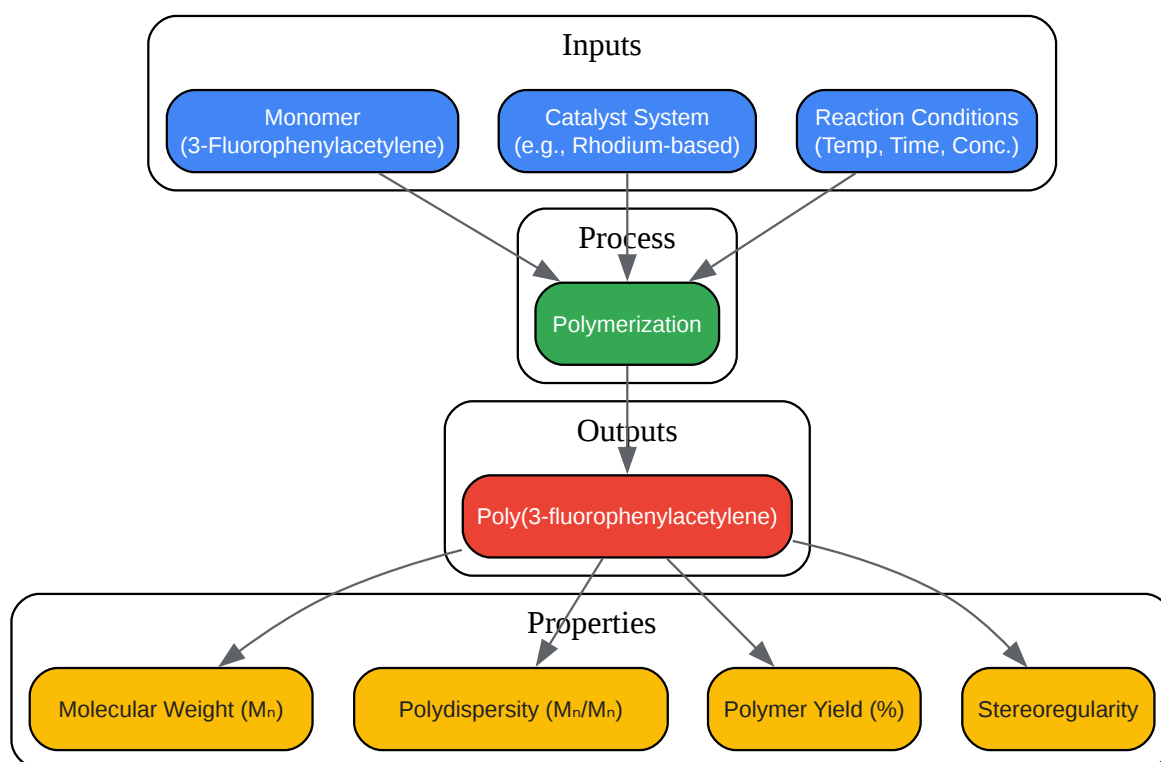 Inputs
Monomer
(3-Fluorophenylacetylene)
Catalyst System
(e.g., Rhodium-based)
Reaction Conditions
(Temp, Time, Conc.)
Process
Polymerization
Outputs
Poly(3-fluorophenylacetylene)
Properties
Molecular Weight (Mₙ)
Polydispersity (Mₙ/Mₙ)
Polymer Yield (%)
Stereoregularity